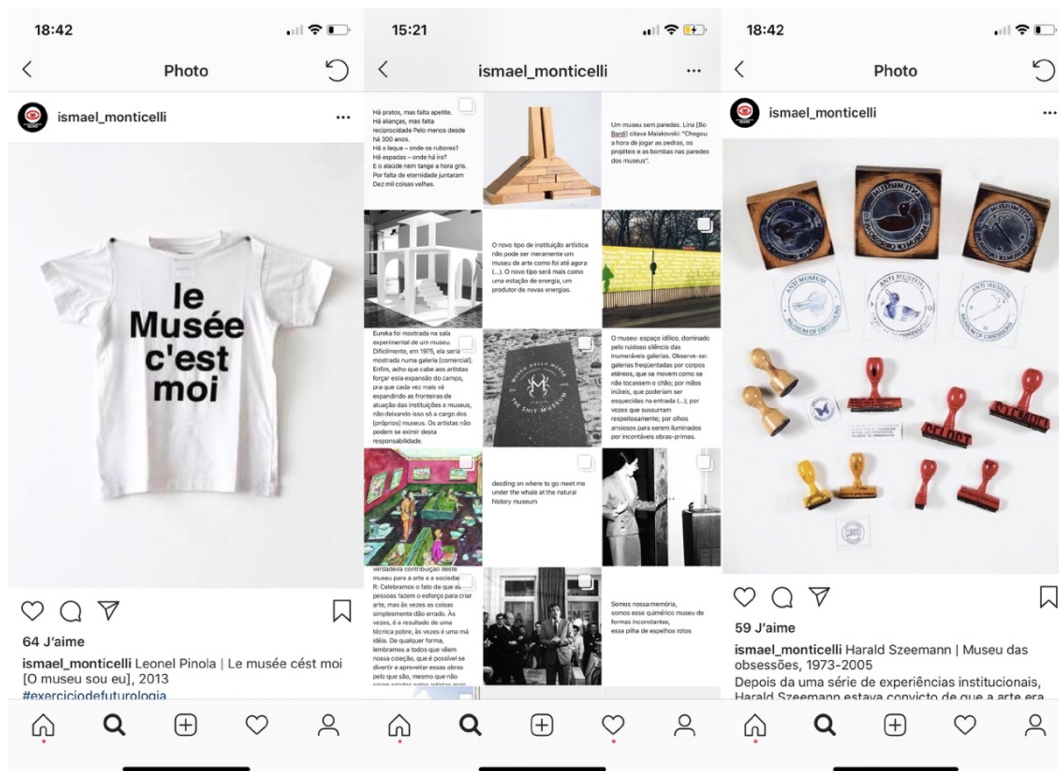 18:42
Photo
ismael_monticelli
le
Musée
c'est
moi
64 J'aime
ismael_monticelli Leonel Pinola | Le musée cést moi
[O museu sou eu], 2013
#exerciciodefuturologia
15:21
ismael_monticelli
Há pratos, mas falta apetite.
Há alianças, mas falta
reciprocidade Pelo menos desde
há 300 anos.
Há o leque – onde os rubores?
Há espadas – onde há ira?
E o alaúde nem tange à hora gris.
Por falta de eternidade juntaram
Dez mil coisas velhas.
Um museu sem paredes. Lina [Bo
Bardi] citava Maiakovski: "Chegou
a hora de jogar as pedras, os
projéteis e as bombas nas paredes
dos museus".
O novo tipo de instituição artística
não pode ser meramente um
museu de arte como foi até agora
(...). O novo tipo será mais como
uma estação de energia, um
produtor de novas energias.
Eureka foi mostrada na sala
experimental de um museu.
Dificilmente, em 1975, ela seria
mostrada numa galeria [comercial].
Enfim, acho que cabe aos artistas
forçar esta expansão do campo,
pra que cada vez mais vá
expandindo as fronteiras de
atuação das instituições e museus,
não deixando isso só a cargo dos
[próprios] museus. Os artistas não
podem se eximir desta
responsabilidade.
MUSEO DELLA MERDA
THE SHIT MUSEUM
O museu: espaço idílico, dominado
pelo ruidoso silêncio das
inumeráveis galerias. Observe-se:
galerias freqüentadas por corpos
etéreos, que se movem como se
não tocassem o chão; por mãos
inúteis, que poderiam ser
esquecidas na entrada (...); por
vezes que sussurram
respeitosamente; por olhos
ansiosos para serem iluminados
por incontáveis obras-primas.
deciding on where to go meet me
under the whale at the natural
history museum
verdadeira contribuição deste
museu para a arte e a sociedade
R: Celebramos o fato de que as
pessoas fazem o esforço para criar
arte, mas às vezes as coisas
simplesmente dão errado. Às
vezes, é a resultado de uma
técnica pobre, às vezes é uma má
idéia. De qualquer forma,
lembramos a todos que vêem
nossa coleção, que é possível se
divertir e aproveitar essas obras
pelo que são, mesmo que não
Somos nossa memória,
somos esse quimérico museu de
formas inconstantes,
essa pilha de espelhos rotos
18:42
Photo
ismael_monticelli
ANTI MUSEUM
MUSEUM OF OBSESSIONS
ANTI MUSEUM
ANTI MUSEUM
MUSEUM OF OBSESSIONS
59 J'aime
ismael_monticelli Harald Szeemann | Museu das
obsessões, 1973-2005
Depois da uma série de experiências institucionais,
Harald Szeemann estava convicto de que a arte era